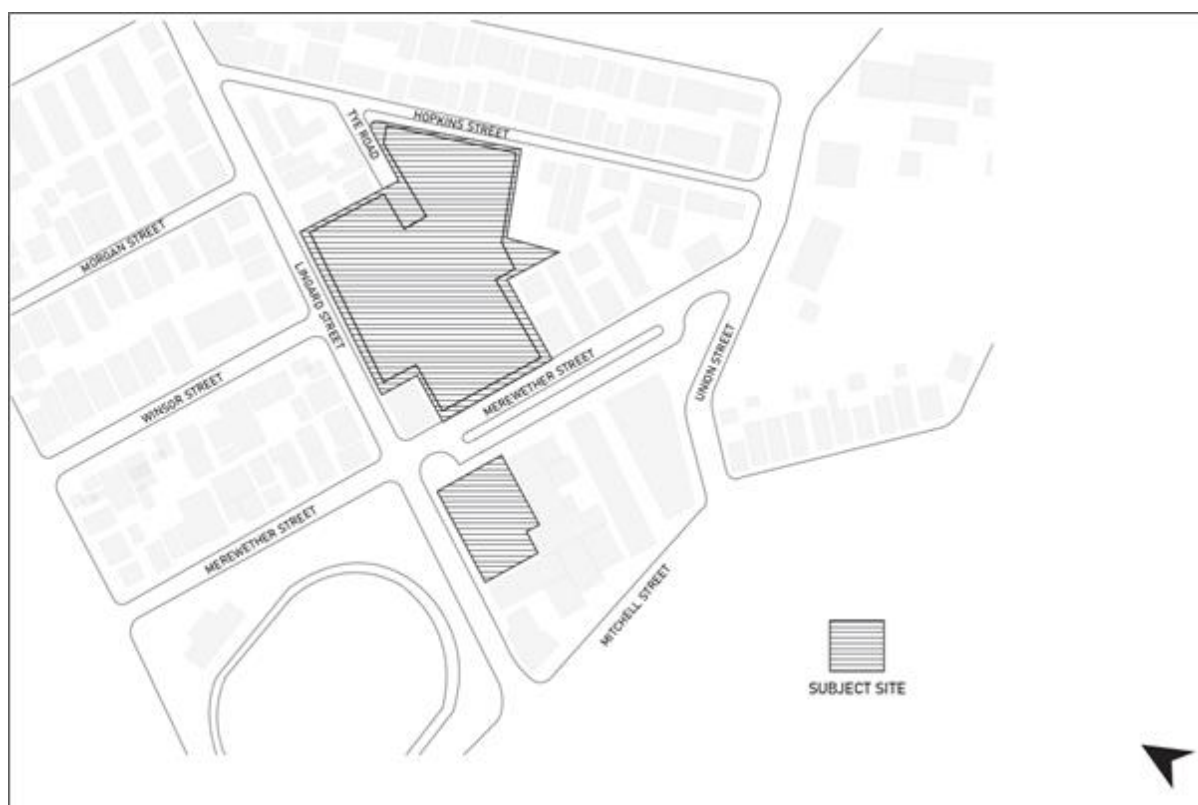 HOPKINS STREET
TYE ROAD
MORGAN STREET
LINGARD STREET
WINSOR STREET
MEREWETHER STREET
UNION STREET
MEREWETHER STREET
MITCHELL STREET
SUBJECT SITE